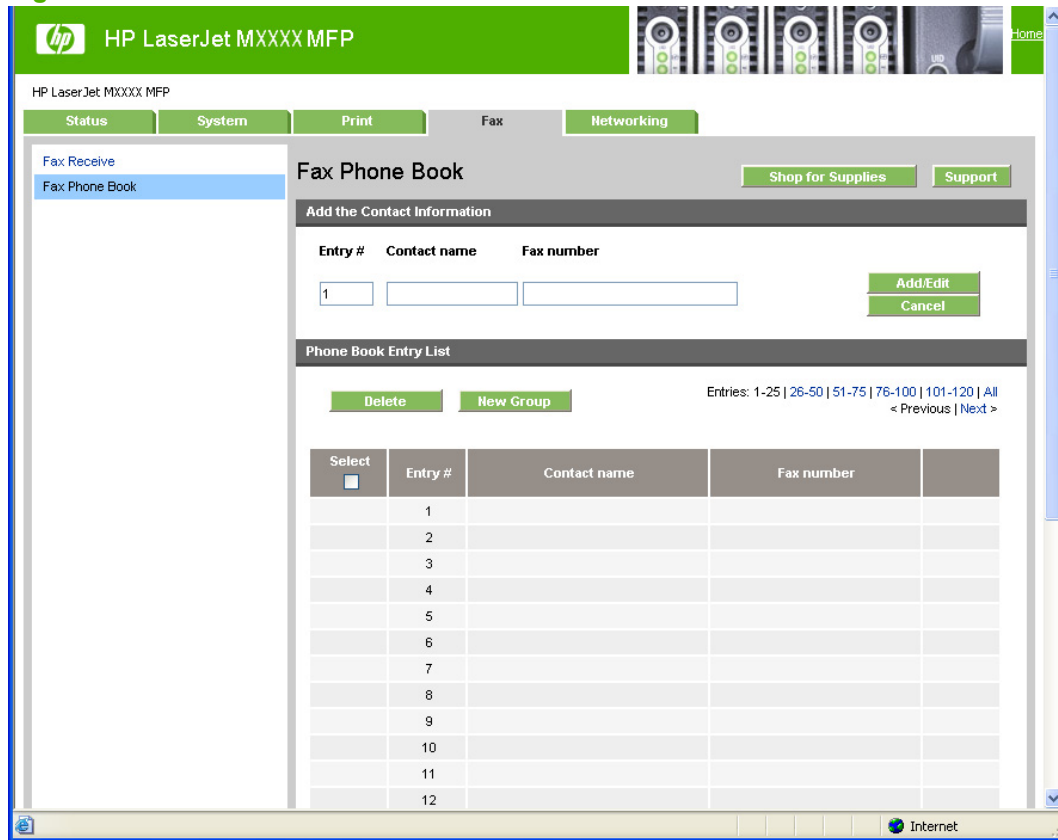 hp HP LaserJet MXXXX MFP
UID
Home
HP LaserJet MXXXX MFP
Status System Print Fax Networking
Fax Receive
Fax Phone Book
Fax Phone Book
Shop for Supplies Support
Add the Contact Information
Entry # Contact name Fax number
1
Add/Edit
Cancel
Phone Book Entry List
Delete New Group
Entries: 1-25 | 26-50 | 51-75 | 76-100 | 101-120 | All
< Previous | Next >
Select Entry # Contact name Fax number
1
2
3
4
5
6
7
8
9
10
11
12
Internet